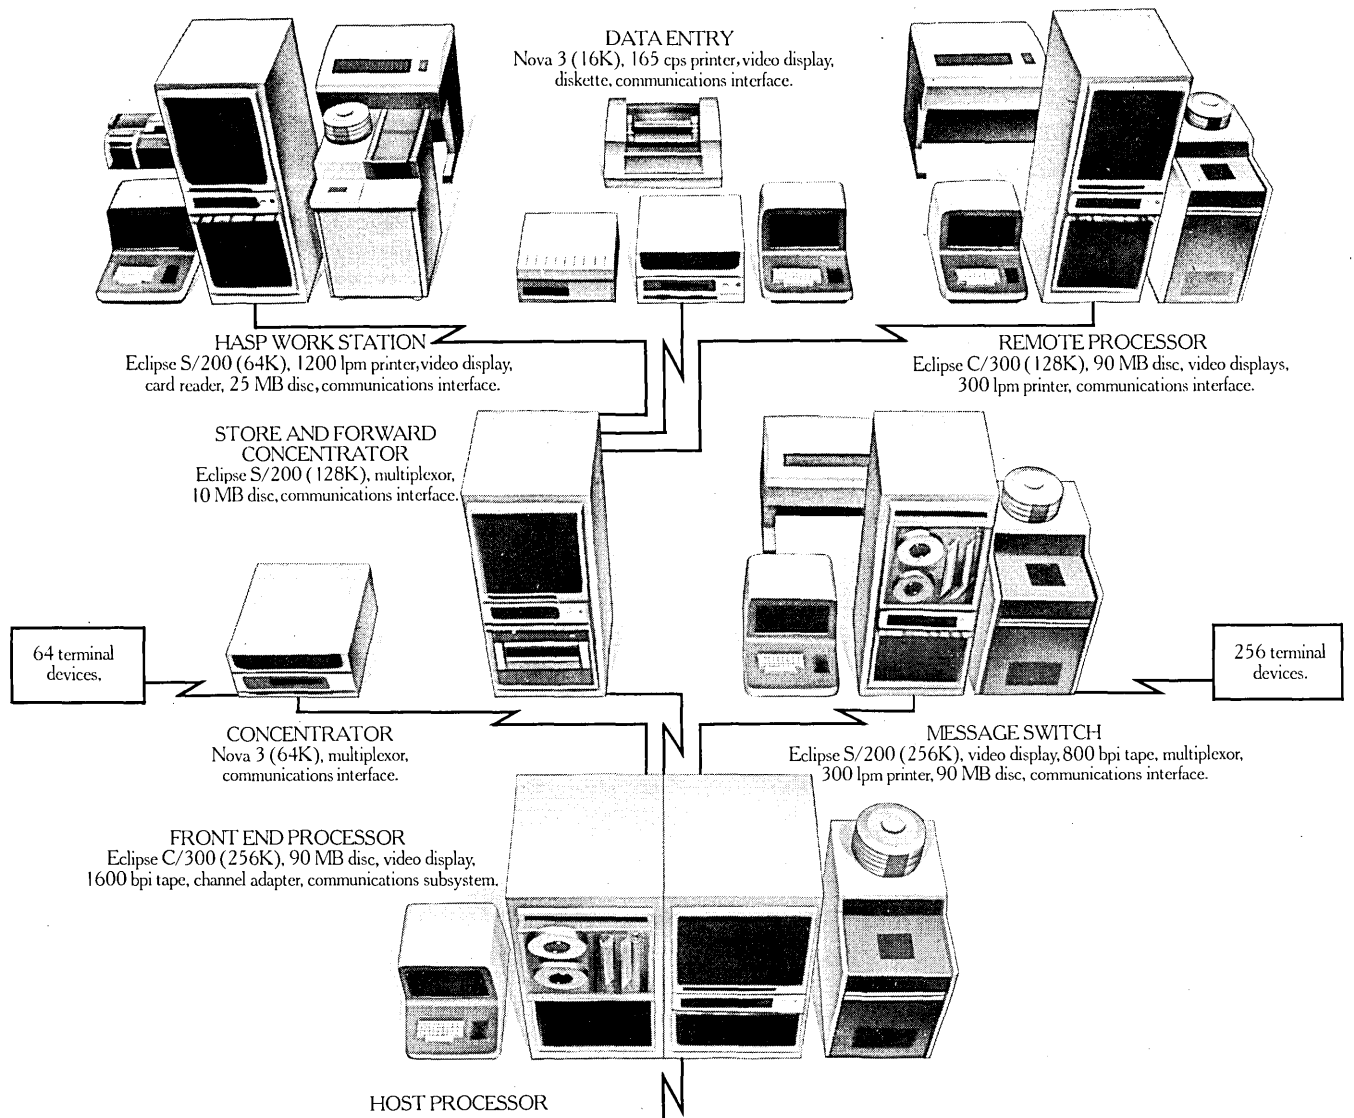 DATA ENTRY
Nova 3 (16K), 165 cps printer, video display,
diskette, communications interface.
HASP WORK STATION
Eclipse S/200 (64K), 1200 lpm printer, video display,
card reader, 25 MB disc, communications interface.
REMOTE PROCESSOR
Eclipse C/300 (128K), 90 MB disc, video displays,
300 lpm printer, communications interface.
STORE AND FORWARD
CONCENTRATOR
Eclipse S/200 (128K), multiplexor,
10 MB disc, communications interface.
64 terminal
devices.
256 terminal
devices.
CONCENTRATOR
Nova 3 (64K), multiplexor,
communications interface.
MESSAGE SWITCH
Eclipse S/200 (256K), video display, 800 bpi tape, multiplexor,
300 lpm printer, 90 MB disc, communications interface.
FRONT END PROCESSOR
Eclipse C/300 (256K), 90 MB disc, video display,
1600 bpi tape, channel adapter, communications subsystem.
HOST PROCESSOR